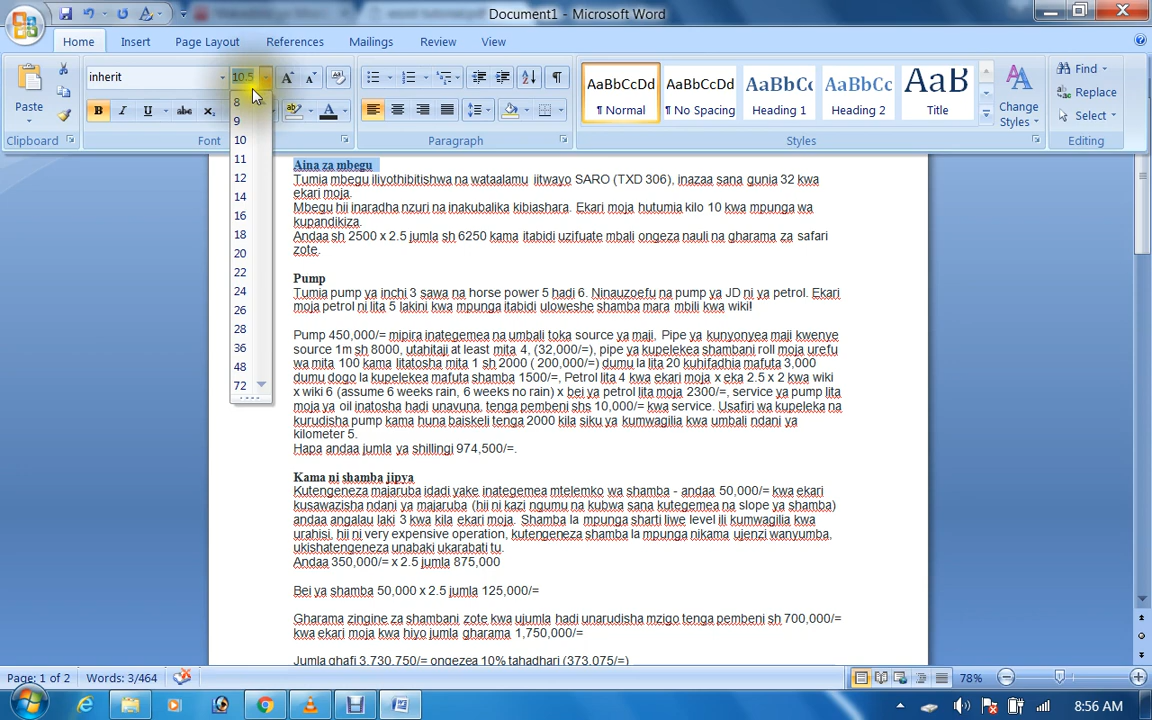 Document1 - Microsoft Word
Home Insert Page Layout References Mailings Review View
inherit 10.5
Paste
B I U abc x₂
AaBbCcDd AaBbCcDd AaBbCc AaBbCc AaB
¶ Normal ¶ No Spacing Heading 1 Heading 2 Title
Change Styles
Find
Replace
Select
Clipboard Font Paragraph Styles Editing
8
9
10
11
12
14
16
18
20
22
24
26
28
36
48
72
Aina za mbegu
Tumia mbegu iliyothibitishwa na wataalamu iitwayo SARO (TXD 306), inazaa sana gunia 32 kwa
ekari moja.
Mbegu hii inaradha nzuri na inakubalika kibiashara. Ekari moja hutumia kilo 10 kwa mpunga wa
kupandikiza.
Andaa sh 2500 x 2.5 jumla sh 6250 kama itabidi uzifuate mbali ongeza nauli na gharama za safari
zote.
Pump
Tumia pump ya inchi 3 sawa na horse power 5 hadi 6. Ninauzoefu na pump ya JD ni ya petrol. Ekari
moja petrol ni lita 5 lakini kwa mpunga itabidi uloweshe shamba mara mbili kwa wiki!
Pump 450,000/= mipira inategemea na umbali toka source ya maji, Pipe ya kunyonyea maji kwenye
source 1m sh 8000, utahitaji at least mita 4, (32,000/=), pipe ya kupelekea shambani roll moja urefu
wa mita 100 kama litatosha mita 1 sh 2000 ( 200,000/=) dumu la lita 20 kuhifadhia mafuta 3,000
dumu dogo la kupelekea mafuta shamba 1500/=, Petrol lita 4 kwa ekari moja x eka 2.5 x 2 kwa wiki
x wiki 6 (assume 6 weeks rain, 6 weeks no rain) x bei ya petrol lita moja 2300/=, service ya pump lita
moja ya oil inatosha hadi unavuna, tenga pembeni shs 10,000/= kwa service. Usafiri wa kupeleka na
kurudisha pump kama huna baiskeli tenga 2000 kila siku ya kumwagilia kwa umbali ndani ya
kilometer 5.
Hapa andaa jumla ya shillingi 974,500/=.
Kama ni shamba jipya
Kutengeneza majaruba idadi yake inategemea mtelemko wa shamba - andaa 50,000/= kwa ekari
kusawazisha ndani ya majaruba (hii ni kazi ngumu na kubwa sana kutegemea na slope ya shamba)
andaa angalau laki 3 kwa kila ekari moja. Shamba la mpunga sharti liwe level ili kumwagilia kwa
urahisi, hii ni very expensive operation, kutengeneza shamba la mpunga nikama ujenzi wanyumba,
ukishatengeneza unabaki ukarabati tu.
Andaa 350,000/= x 2.5 jumla 875,000
Bei ya shamba 50,000 x 2.5 jumla 125,000/=
Gharama zingine za shambani zote kwa ujumla hadi unarudisha mzigo tenga pembeni sh 700,000/=
kwa ekari moja kwa hiyo jumla gharama 1,750,000/=
Jumla ghafi 3,730,750/= ongezea 10% tahadhari (373,075/=)
Page: 1 of 2 Words: 3/464 78%
8:56 AM